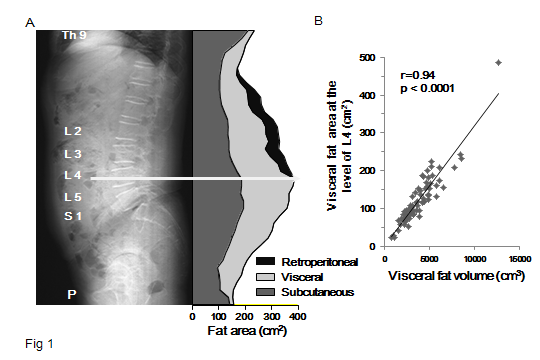 A
Th 9
L 2
L 3
L 4
L 5
S 1
P
Retroperitoneal
Visceral
Subcutaneous
0 100 200 300 400
Fat area (cm²)
B
Visceral fat area at the
level of L4 (cm²)
500
400
300
200
100
0
r=0.94
p < 0.0001
0 5000 10000 15000
Visceral fat volume (cm³)
Fig 1